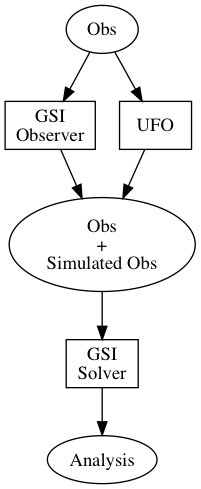 Obs
GSI
Observer
UFO
Obs
+
Simulated Obs
GSI
Solver
Analysis